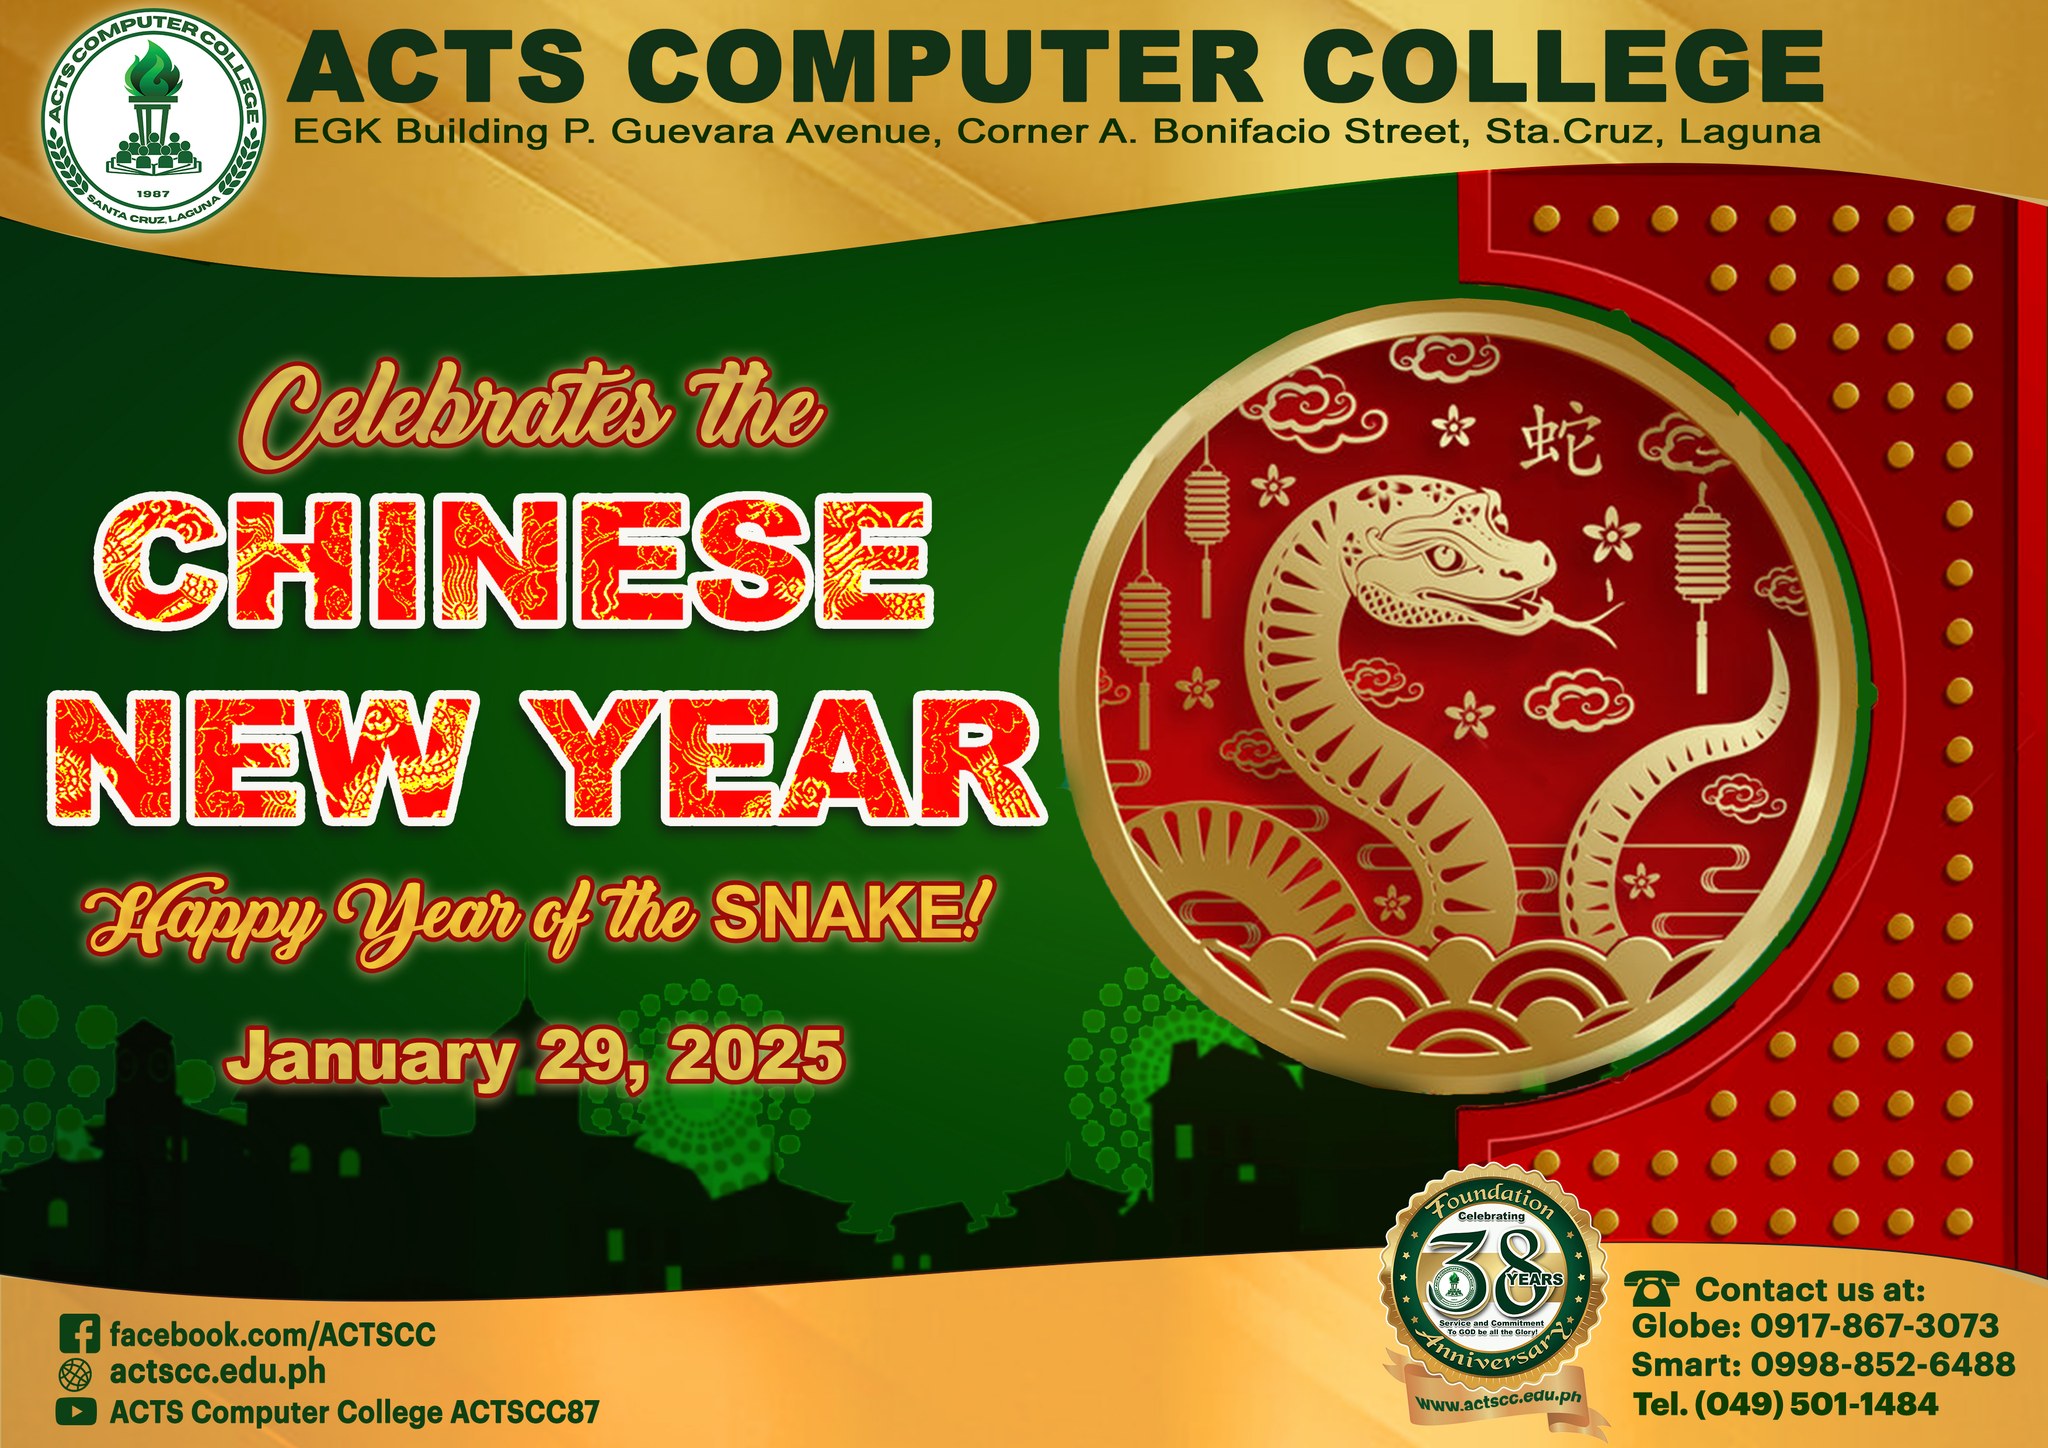 ACTS COMPUTER COLLEGE
1987
SANTA CRUZ, LAGUNA
ACTS COMPUTER COLLEGE
EGK Building P. Guevara Avenue, Corner A. Bonifacio Street, Sta.Cruz, Laguna
Celebrates the
CHINESE
NEW YEAR
Happy Year of the SNAKE!
January 29, 2025
蛇
facebook.com/ACTSCC
actscc.edu.ph
ACTS Computer College ACTSCC87
Foundation
Celebrating
38
YEARS
Service and Commitment
To GOD be all the Glory!
Anniversary
www.actscc.edu.ph
Contact us at:
Globe: 0917-867-3073
Smart: 0998-852-6488
Tel. (049) 501-1484